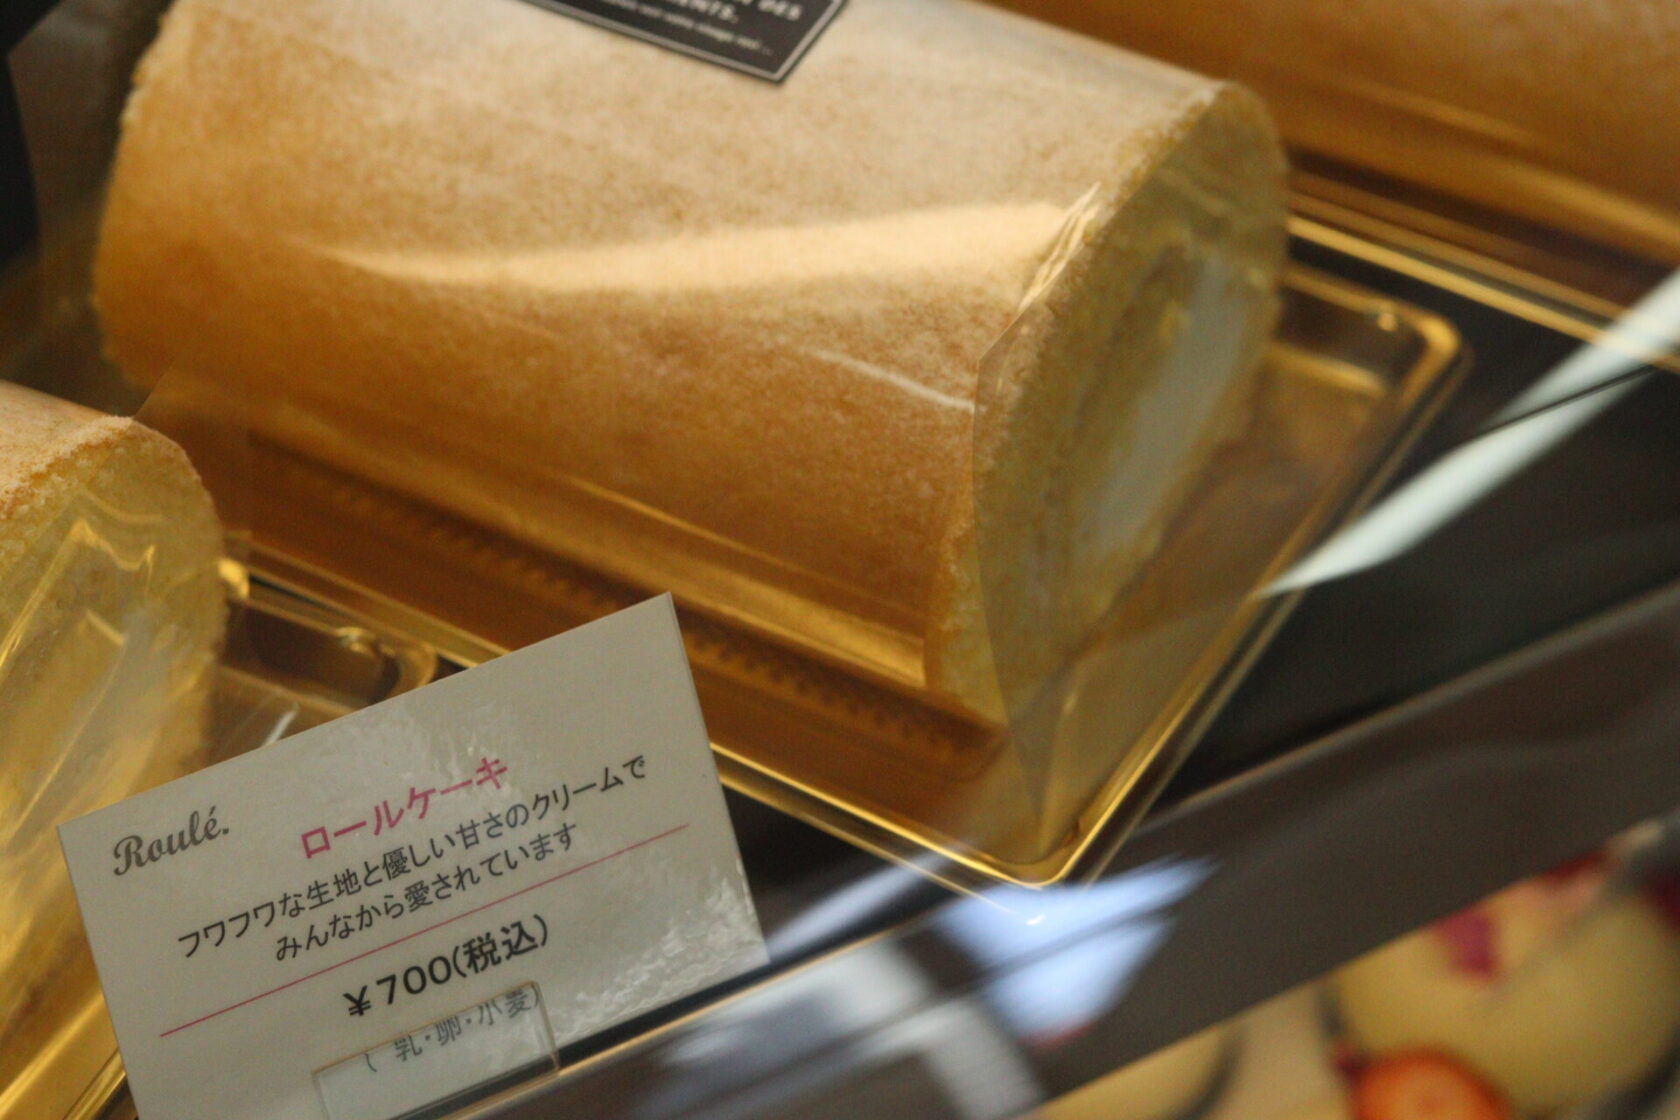 Roulé.
ロールケーキ
フワフワな生地と優しい甘さのクリームで
みんなから愛されています
¥700(税込)
(乳・卵・小麦)